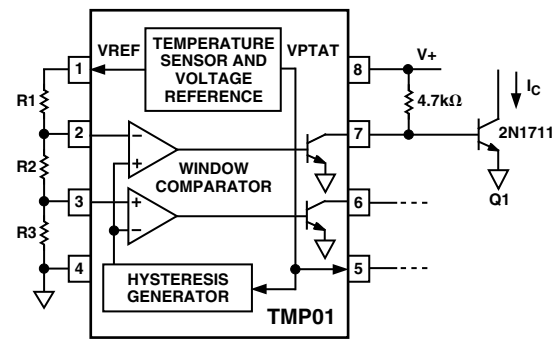 TEMPERATURE
SENSOR AND
VOLTAGE
REFERENCE
VREF
VPTAT
1
8
V+
R1
4.7kΩ
IC
2
7
2N1711
R2
WINDOW
COMPARATOR
Q1
3
6
R3
4
5
HYSTERESIS
GENERATOR
TMP01